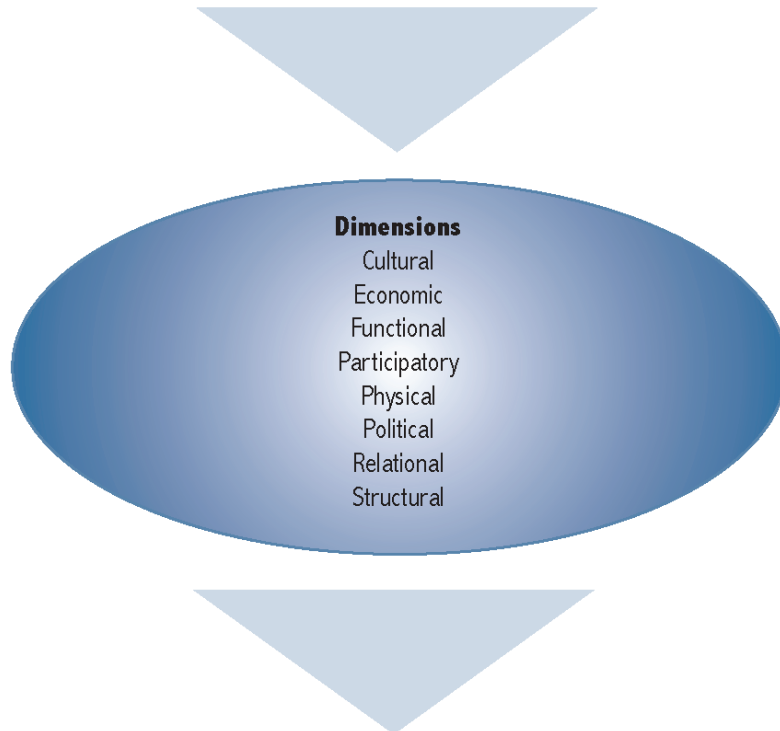 Dimensions
Cultural
Economic
Functional
Participatory
Physical
Political
Relational
Structural